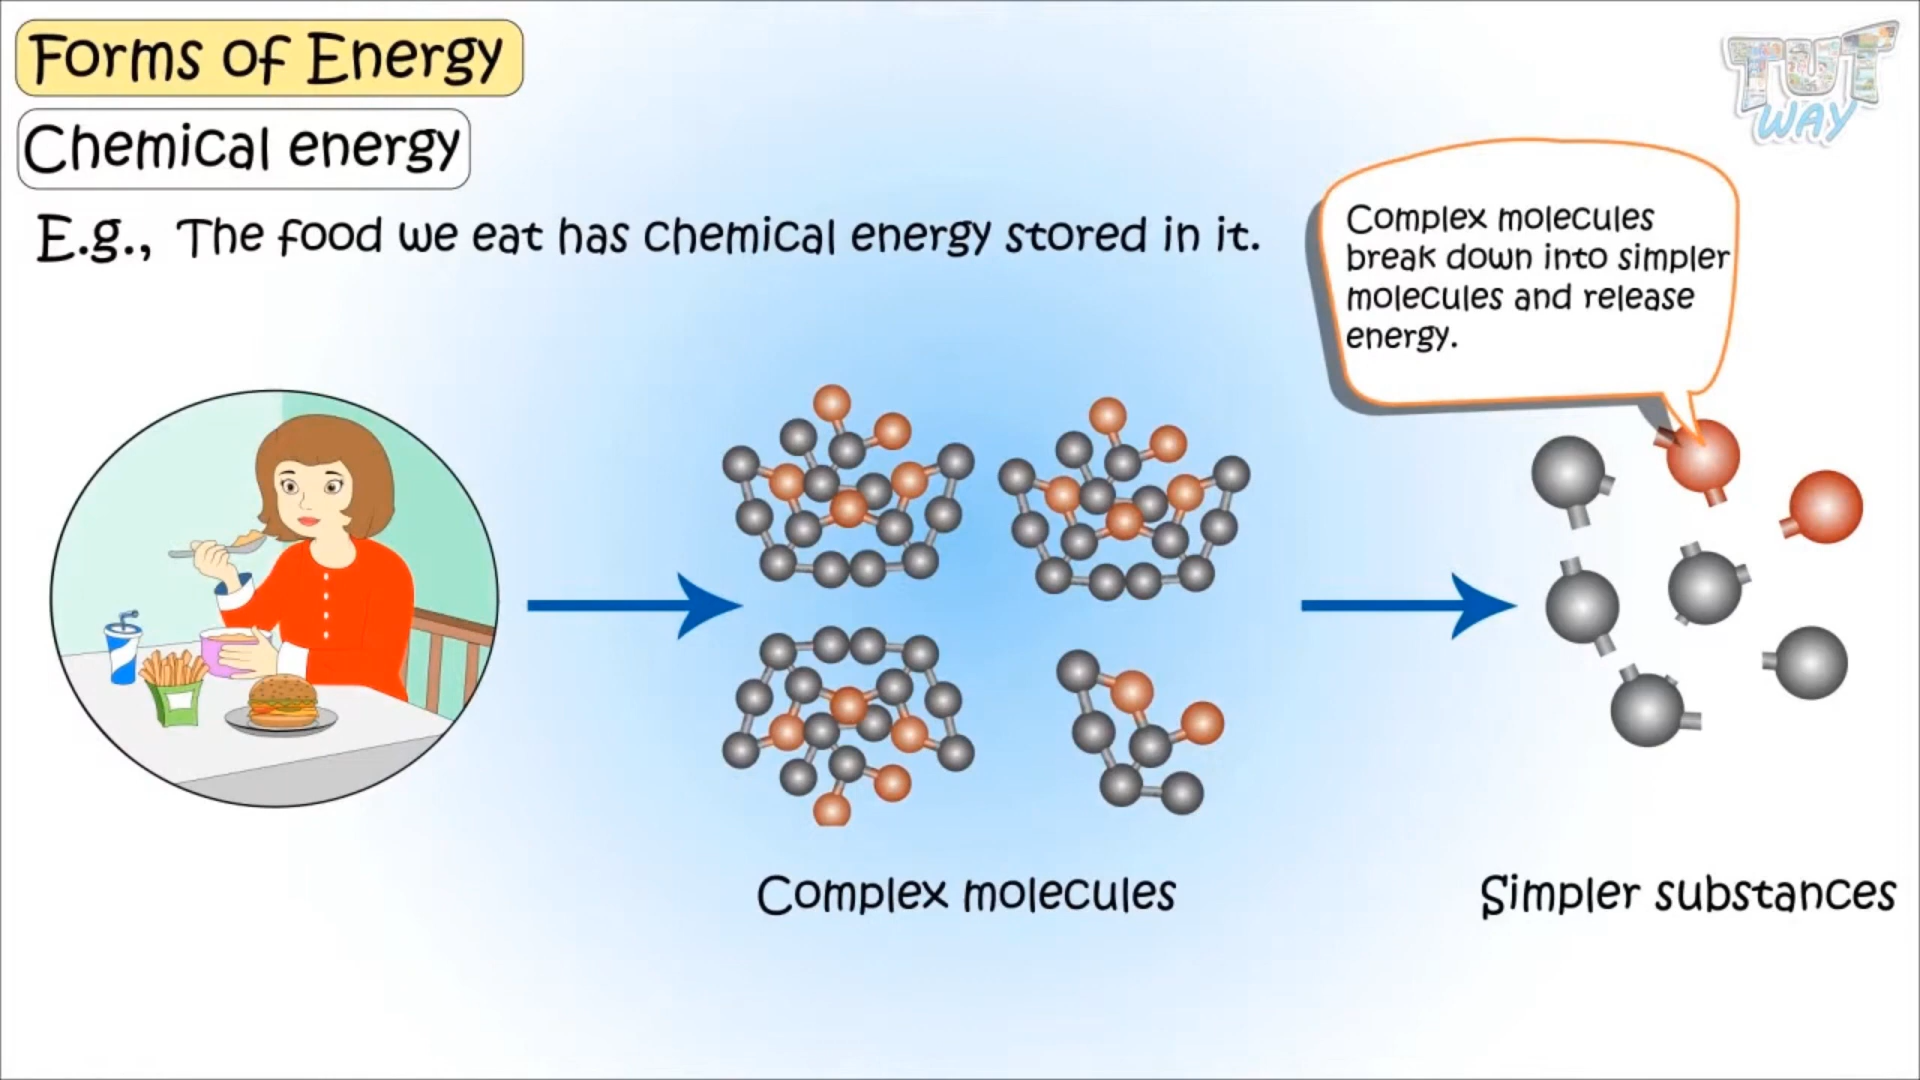 Forms of Energy
TUT
WAY
Chemical energy
E.g., The food we eat has chemical energy stored in it.
Complex molecules
break down into simpler
molecules and release
energy.
Complex molecules
Simpler substances